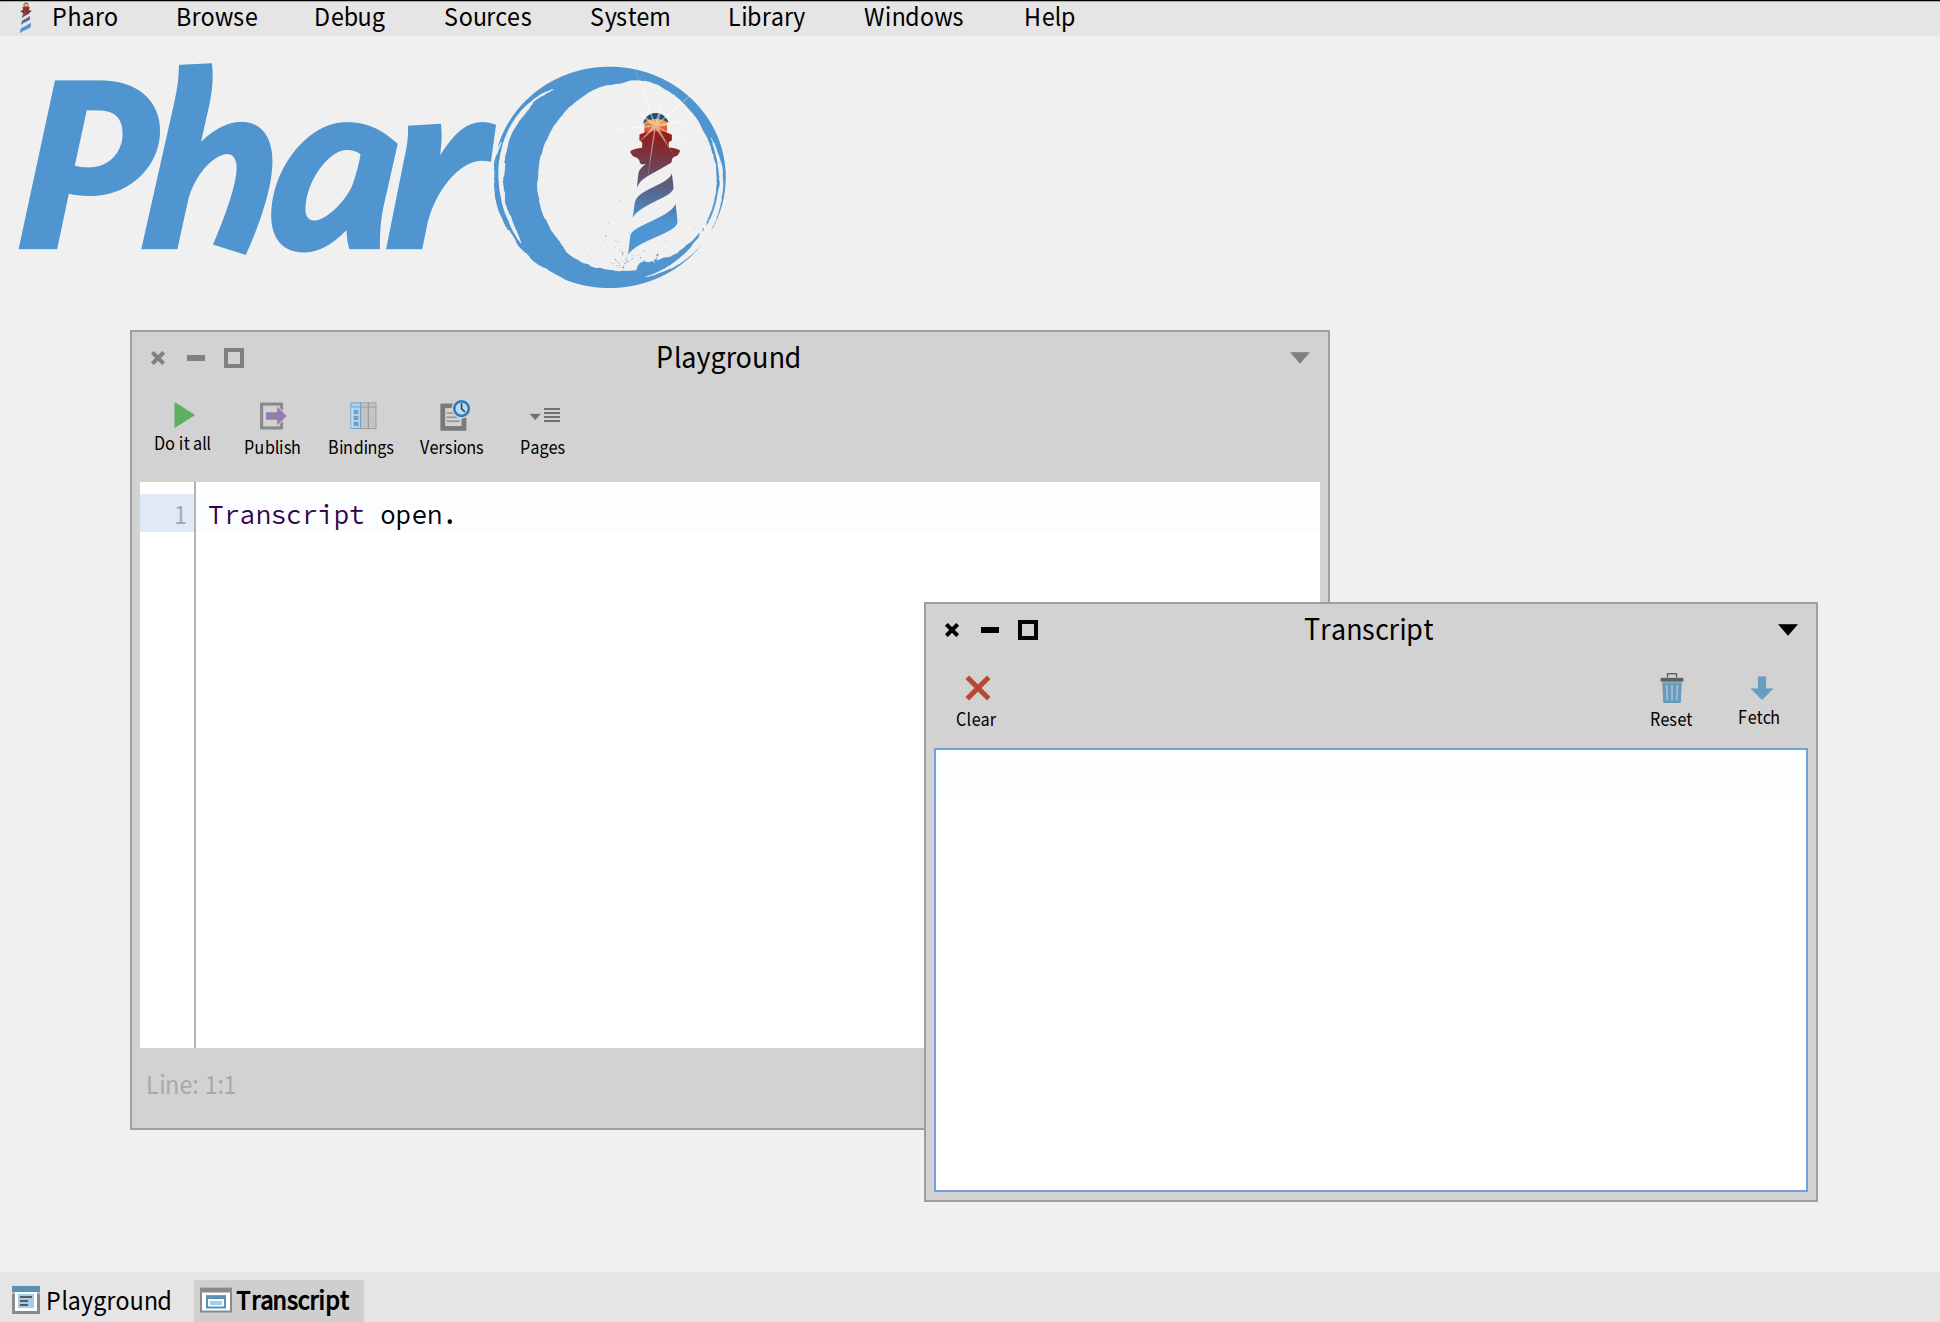 Pharo Browse Debug Sources System Library Windows Help
Pharo
Playground
Do it all Publish Bindings Versions Pages
1 Transcript open.
Transcript
Clear Reset Fetch
Line: 1:1
Playground Transcript